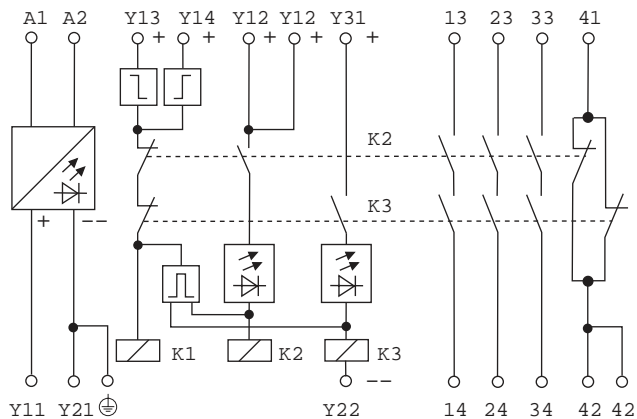 A1 A2 Y13 Y14 Y12 Y12 Y31 13 23 33 41
+ + + + +
K2
K3
+ --
K1 K2 K3
--
Y11 Y21 Y22 14 24 34 42 42